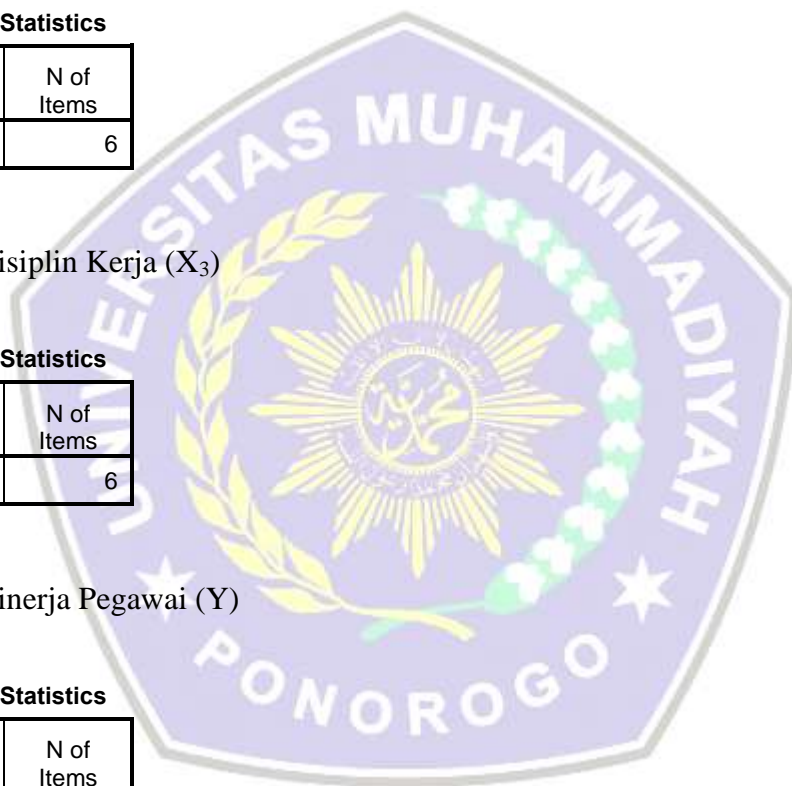 Statistics
N of
Items
6
isiplin Kerja (X₃)
Statistics
N of
Items
6
inerja Pegawai (Y)
Statistics
N of
Items
UNIVERSITAS MUHAMMADIYAH
PONOROGO